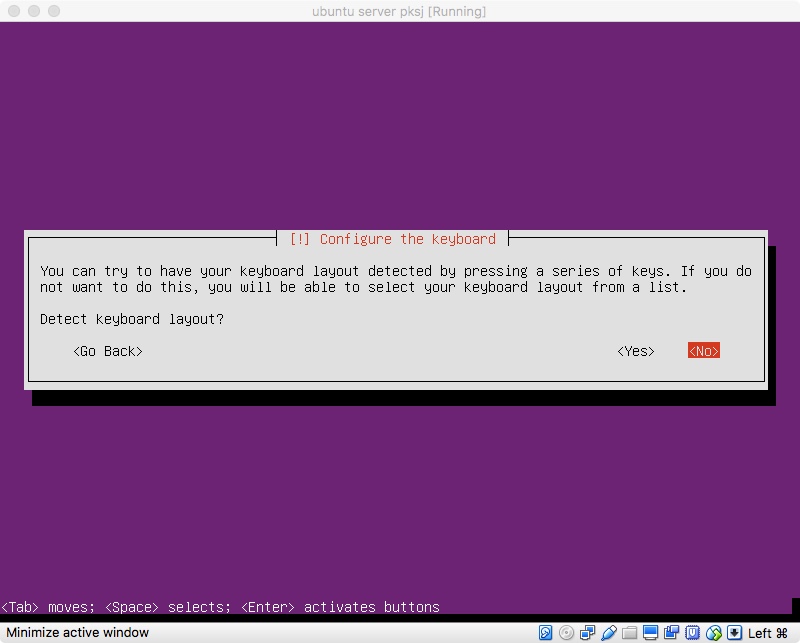 ubuntu server pksj [Running]
[!] Configure the keyboard
You can try to have your keyboard layout detected by pressing a series of keys. If you do
not want to do this, you will be able to select your keyboard layout from a list.
Detect keyboard layout?
<Go Back> <Yes> <No>
<Tab> moves; <Space> selects; <Enter> activates buttons
Minimize active window Left ⌘